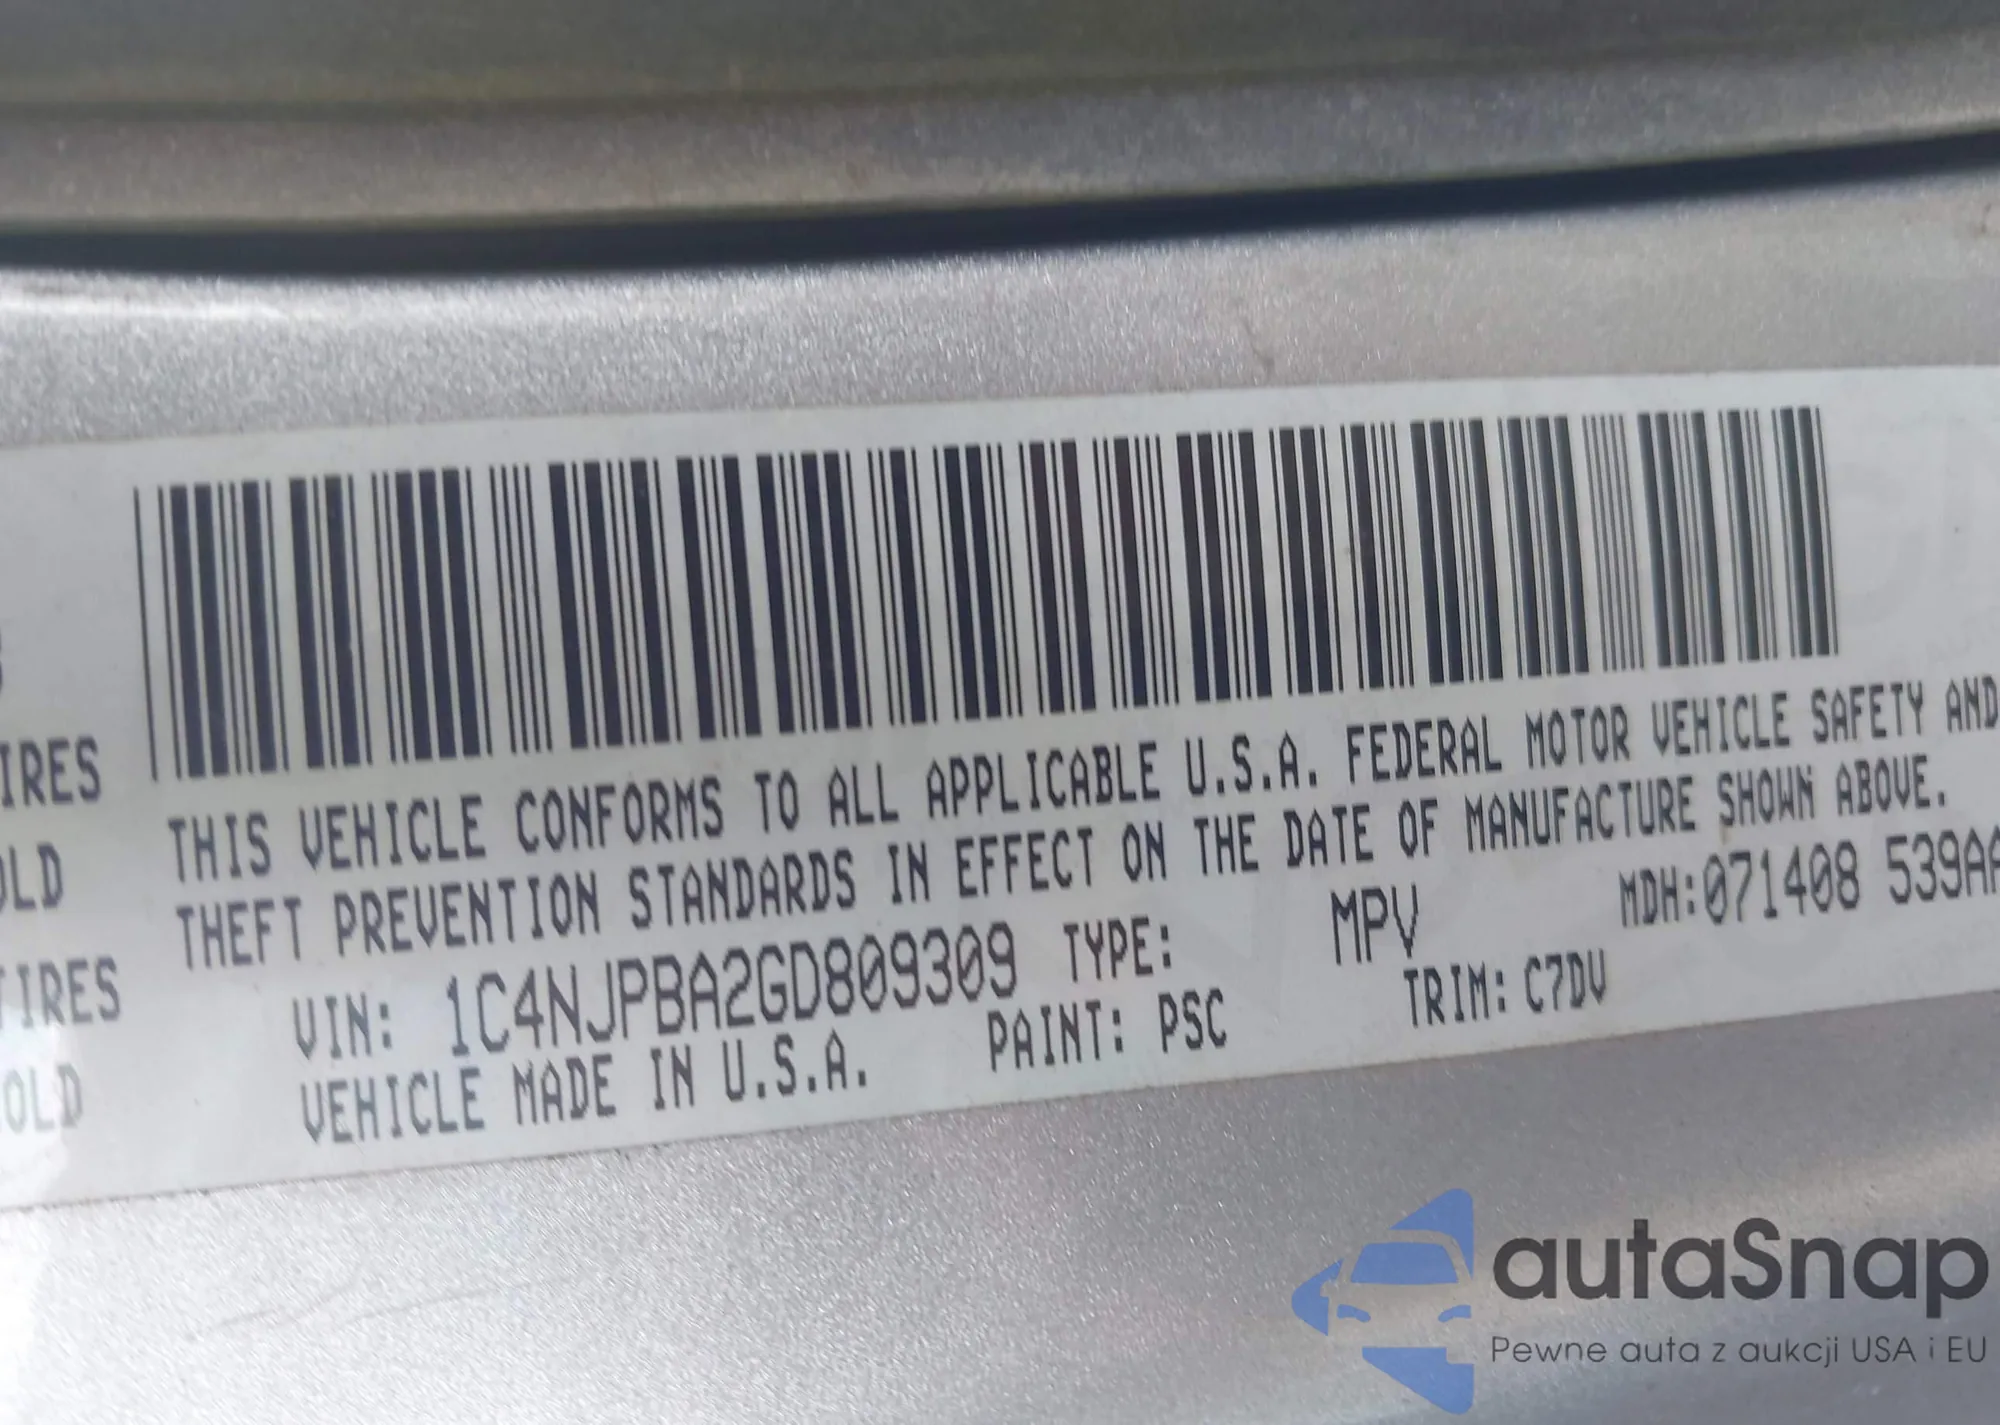 IRES
OLD
TIRES
OLD
THIS VEHICLE CONFORMS TO ALL APPLICABLE U.S.A. FEDERAL MOTOR VEHICLE SAFETY AND
THEFT PREVENTION STANDARDS IN EFFECT ON THE DATE OF MANUFACTURE SHOWN ABOVE.
MDH:071408 539AA
VIN: 1C4NJPBA2GD809309 TYPE: MPV
VEHICLE MADE IN U.S.A. PAINT: PSC TRIM: C7DV
autaSnap
Pewne auta z aukcji USA i EU